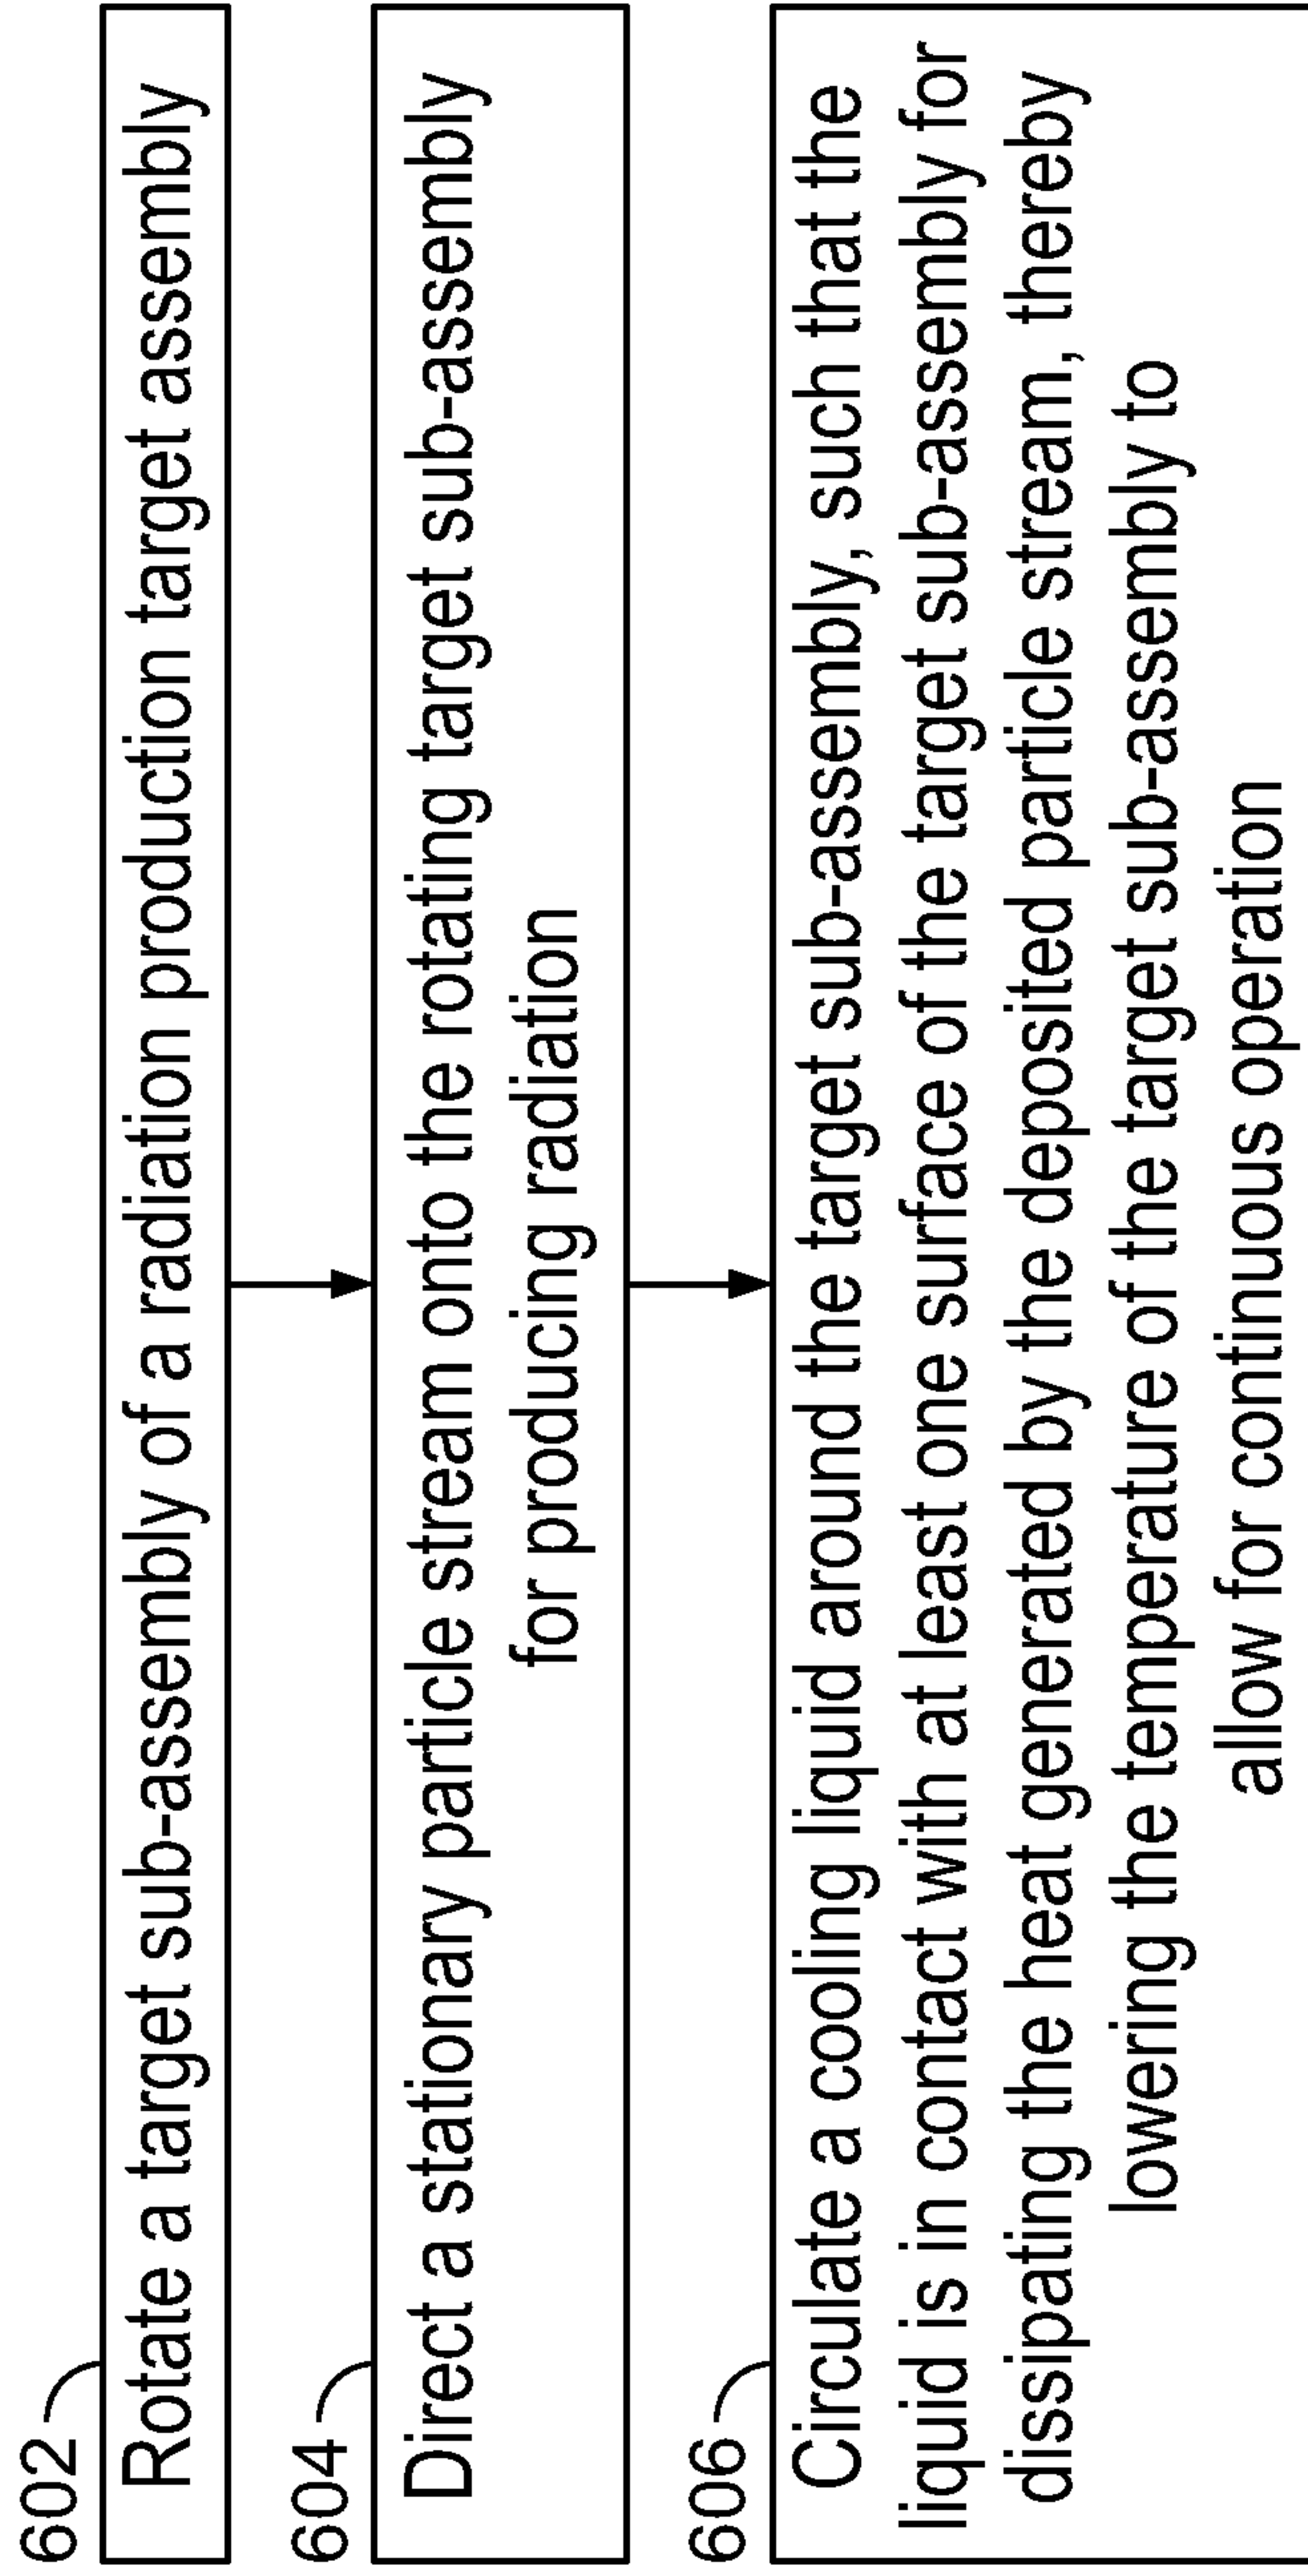 602
Rotate a target sub-assembly of a radiation production target assembly
604
Direct a stationary particle stream onto the rotating target sub-assembly
for producing radiation
606
Circulate a cooling liquid around the target sub-assembly, such that the
liquid is in contact with at least one surface of the target sub-assembly for
dissipating the heat generated by the deposited particle stream, thereby
lowering the temperature of the target sub-assembly to
allow for continuous operation